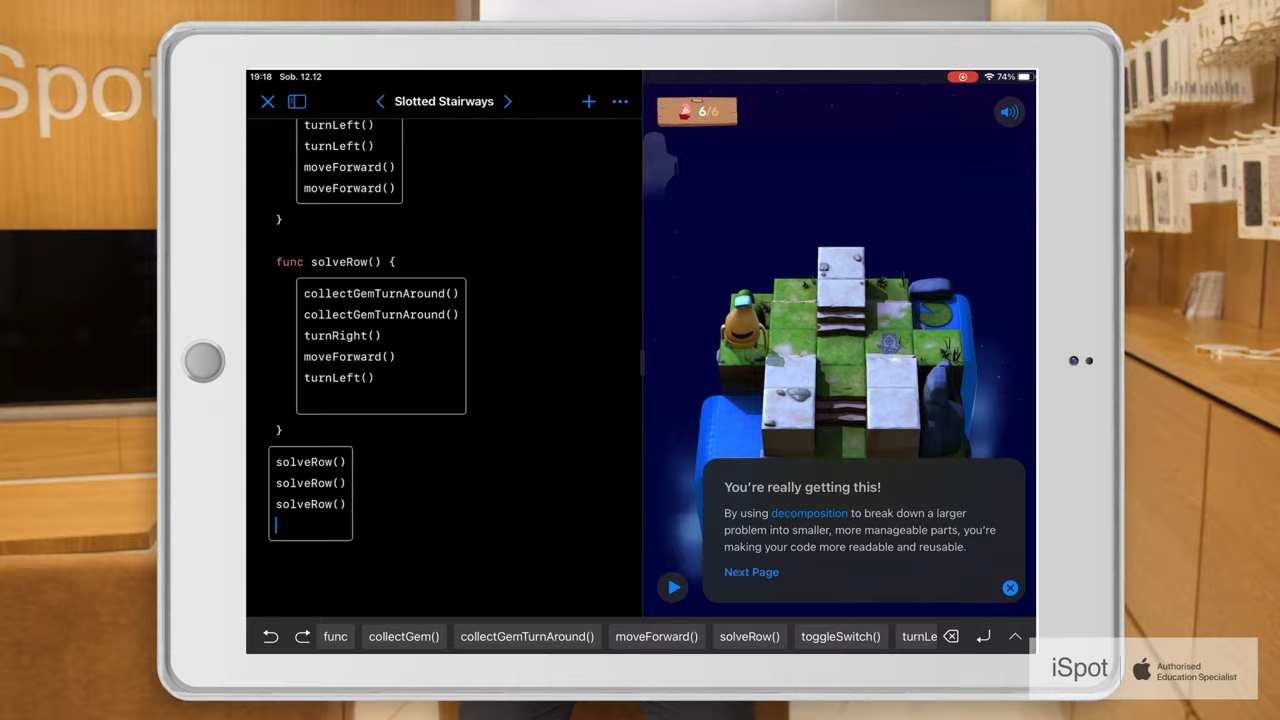 Spot
19:18 Sob. 12.12
74%
Slotted Stairways
6/6
turnLeft()
turnLeft()
moveForward()
moveForward()
}
func solveRow() {
collectGemTurnAround()
collectGemTurnAround()
turnRight()
moveForward()
turnLeft()
}
solveRow()
solveRow()
solveRow()
You're really getting this!
By using decomposition to break down a larger
problem into smaller, more manageable parts, you're
making your code more readable and reusable.
Next Page
func collectGem() collectGemTurnAround() moveForward() solveRow() toggleSwitch() turnLe
iSpot
Authorised
Education Specialist